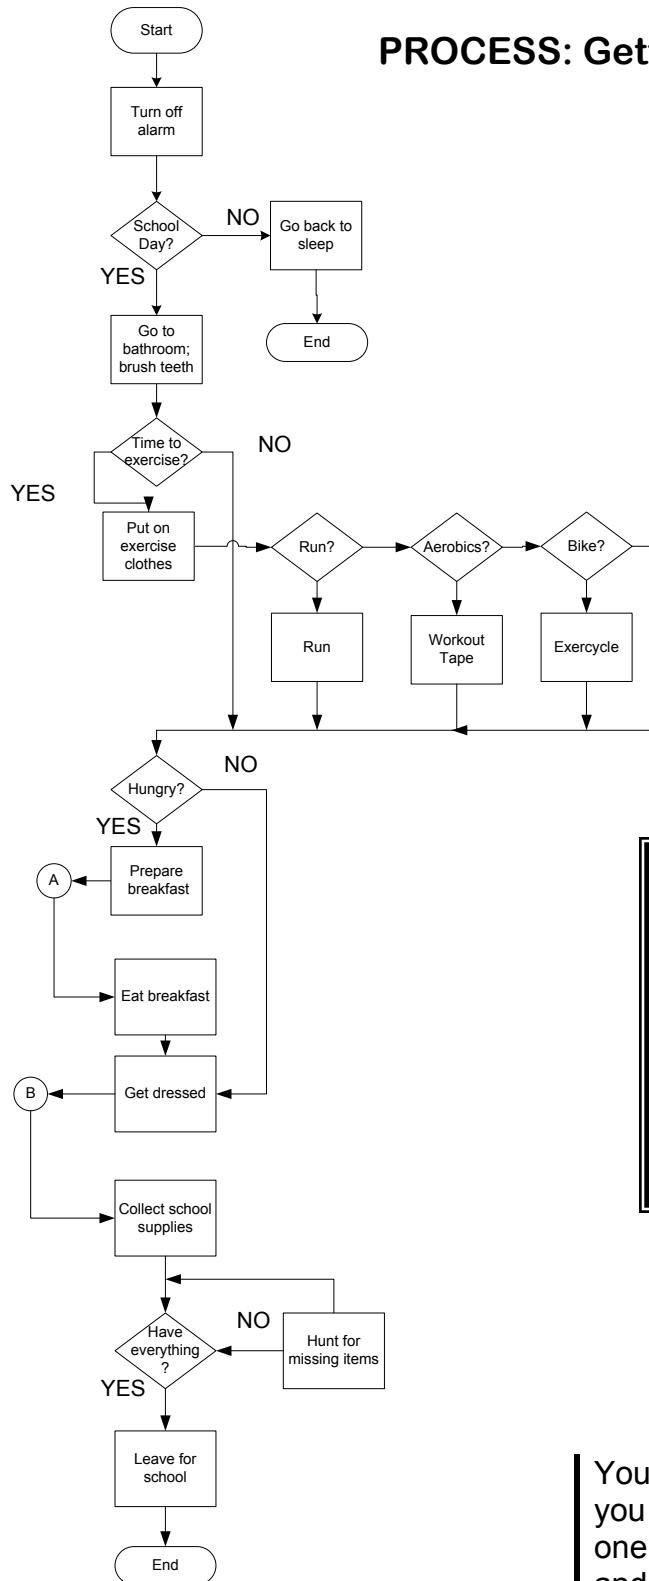 Start
PROCESS: Gett
Turn off
alarm
School
Day?
NO
Go back to
sleep
YES
End
Go to
bathroom;
brush teeth
Time to
exercise?
NO
YES
Put on
exercise
clothes
Run?
Aerobics?
Bike?
Run
Workout
Tape
Exercycle
Hungry?
NO
YES
Prepare
breakfast
A
Eat breakfast
Get dressed
B
Collect school
supplies
Have
everything
?
NO
Hunt for
missing items
YES
Leave for
school
End
You
you
one